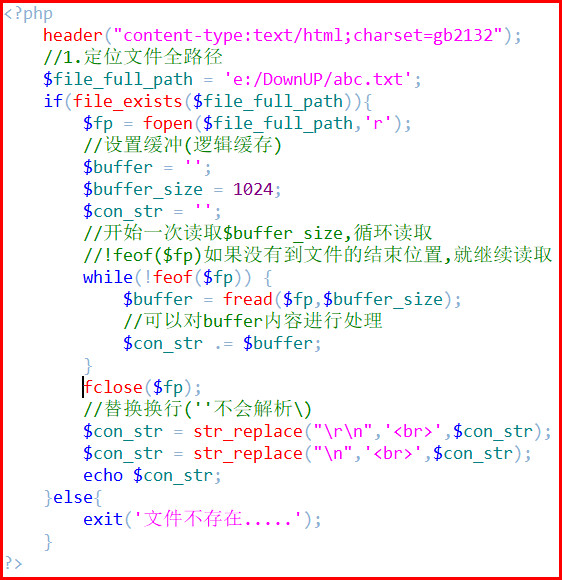 <?php
header("content-type:text/html;charset=gb2132");
//1.定位文件全路径
$file_full_path = 'e:/DownUP/abc.txt';
if(file_exists($file_full_path)){
$fp = fopen($file_full_path,'r');
//设置缓冲(逻辑缓存)
$buffer = '';
$buffer_size = 1024;
$con_str = '';
//开始一次读取$buffer_size,循环读取
//!feof($fp)如果没有到文件的结束位置,就继续读取
while(!feof($fp)) {
$buffer = fread($fp,$buffer_size);
//可以对buffer内容进行处理
$con_str .= $buffer;
}
fclose($fp);
//替换换行(''不会解析\)
$con_str = str_replace("\r\n",'<br>',$con_str);
$con_str = str_replace("\n",'<br>',$con_str);
echo $con_str;
}else{
exit('文件不存在.....');
}
?>